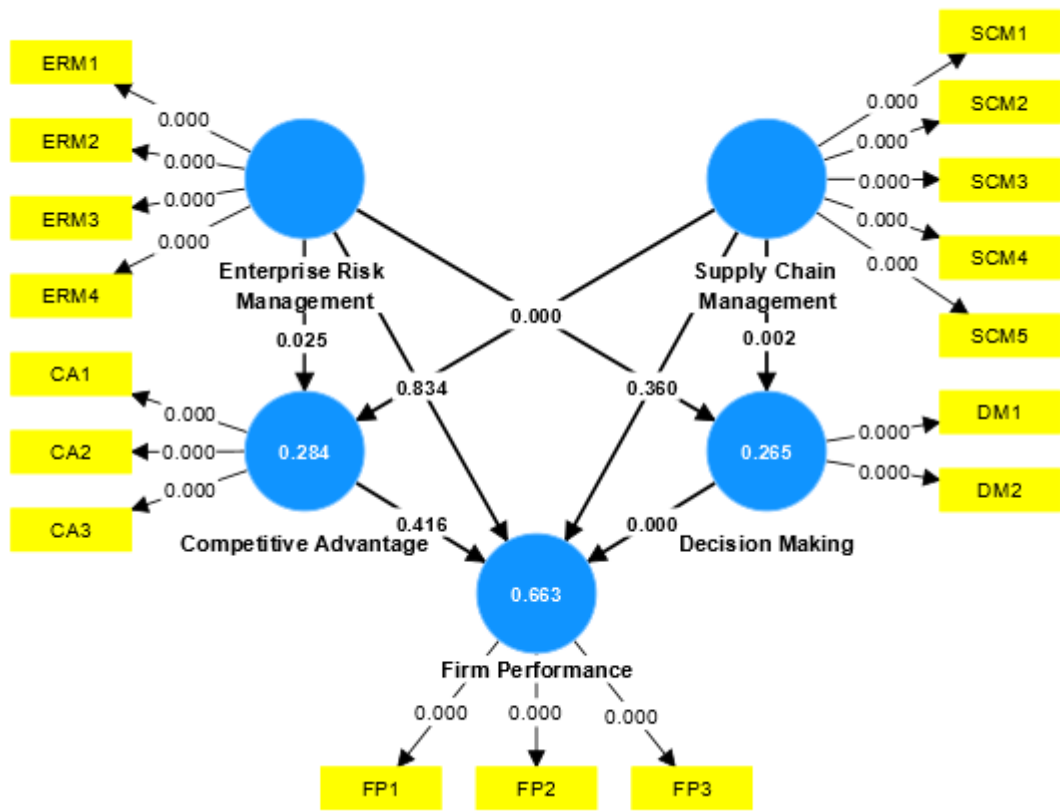 SCM1
ERM1
0.000
SCM2
0.000
0.000
ERM2
0.000
0.000
SCM3
0.000
ERM3
0.000
0.000
0.000
SCM4
0.000
ERM4
Enterprise Risk
Management
Supply Chain
Management
0.000
SCM5
0.025
0.002
CA1
0.834
0.360
DM1
0.000
0.000
CA2
0.000
0.284
0.265
0.000
DM2
0.000
CA3
0.416
0.000
Competitive Advantage
Decision Making
0.663
Firm Performance
0.000
0.000
0.000
FP1
FP2
FP3